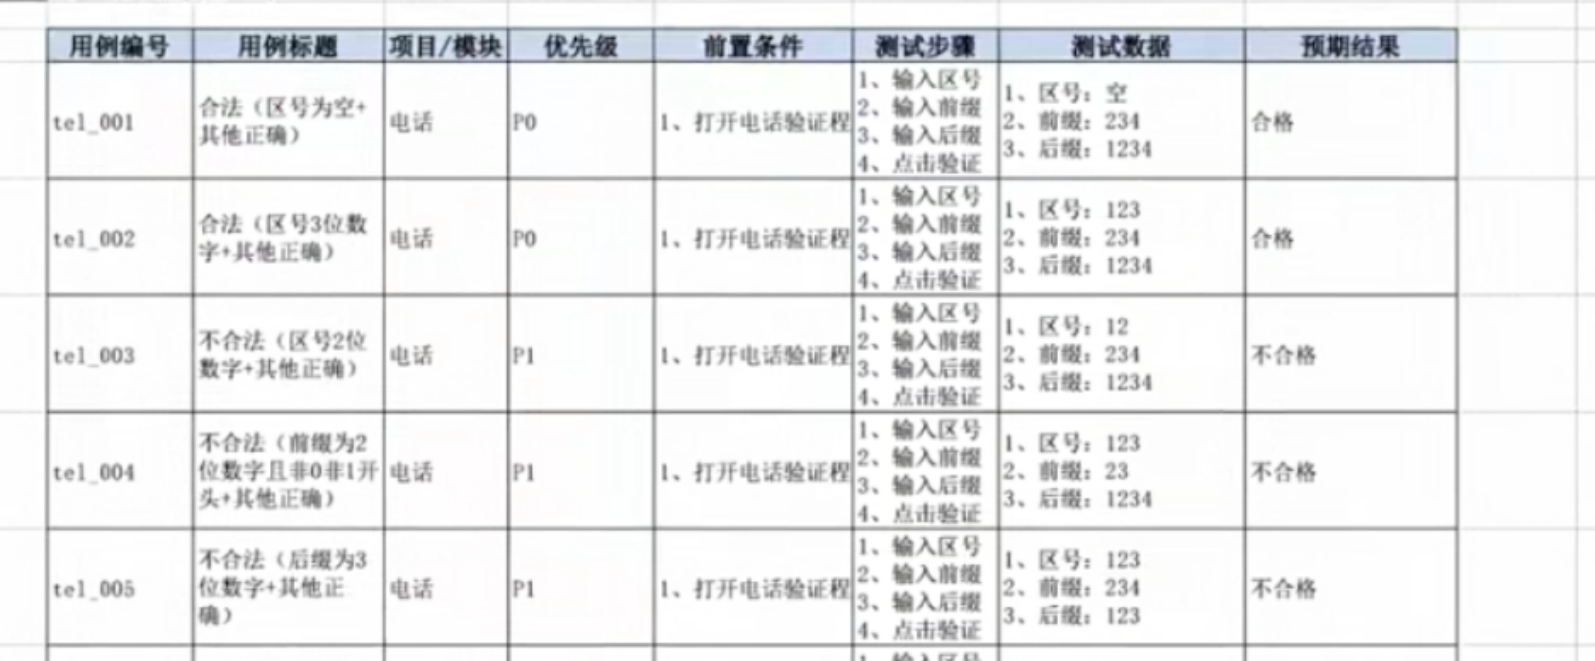 用例编号 用例标题 项目/模块 优先级 前置条件 测试步骤 测试数据 预期结果
tel_001
合法（区号为空+
其他正确）
电话
P0
1、打开电话验证程
1、输入区号
2、输入前缀
3、输入后缀
4、点击验证
1、区号：空
2、前缀：234
3、后缀：1234
合格
tel_002
合法（区号3位数
字+其他正确）
电话
P0
1、打开电话验证程
1、输入区号
2、输入前缀
3、输入后缀
4、点击验证
1、区号：123
2、前缀：234
3、后缀：1234
合格
tel_003
不合法（区号2位
数字+其他正确）
电话
P1
1、打开电话验证程
1、输入区号
2、输入前缀
3、输入后缀
4、点击验证
1、区号：12
2、前缀：234
3、后缀：1234
不合格
tel_004
不合法（前缀为2
位数字且非0非1开
头+其他正确）
电话
P1
1、打开电话验证程
1、输入区号
2、输入前缀
3、输入后缀
4、点击验证
1、区号：123
2、前缀：23
3、后缀：1234
不合格
tel_005
不合法（后缀为3
位数字+其他正
确）
电话
P1
1、打开电话验证程
1、输入区号
2、输入前缀
3、输入后缀
4、点击验证
1、区号：123
2、前缀：234
3、后缀：123
不合格